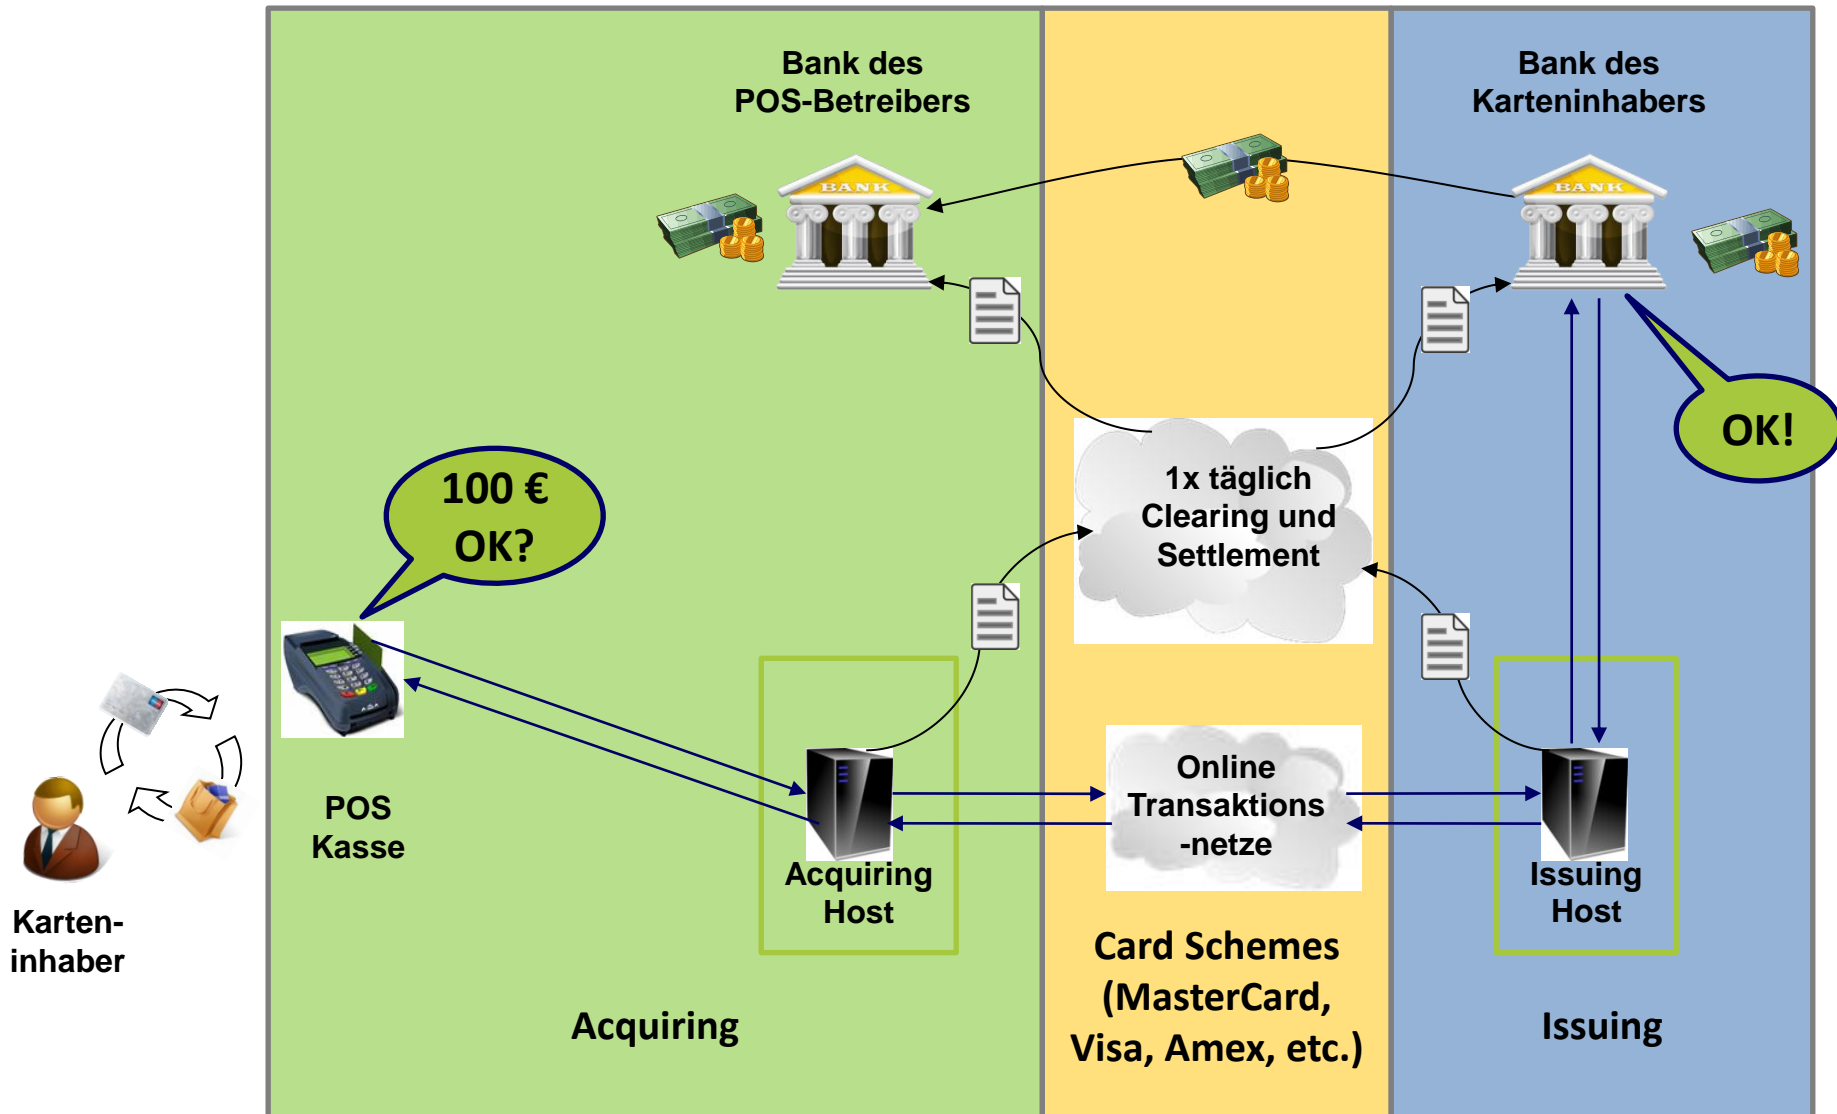 Bank des
POS-Betreibers
Bank des
Karteninhabers
BANK
BANK
OK!
100 €
OK?
1x täglich
Clearing und
Settlement
POS
Kasse
Online
Transaktions
-netze
Acquiring
Host
Issuing
Host
Karten-
inhaber
Card Schemes
(MasterCard,
Visa, Amex, etc.)
Acquiring
Issuing